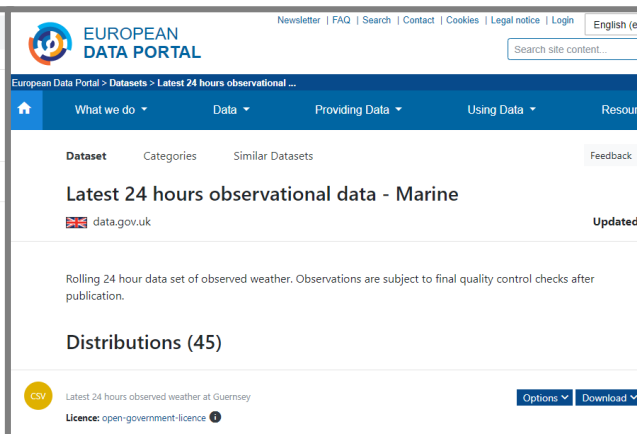 Newsletter | FAQ | Search | Contact | Cookies | Legal notice | Login
English (e
EUROPEAN
DATA PORTAL
Search site content...
European Data Portal > Datasets > Latest 24 hours observational ...
What we do Data Providing Data Using Data Resour
Dataset Categories Similar Datasets Feedback
Latest 24 hours observational data - Marine
data.gov.uk Updated
Rolling 24 hour data set of observed weather. Observations are subject to final quality control checks after
publication.
Distributions (45)
CSV Latest 24 hours observed weather at Guernsey Options Download
Licence: open-government-licence i